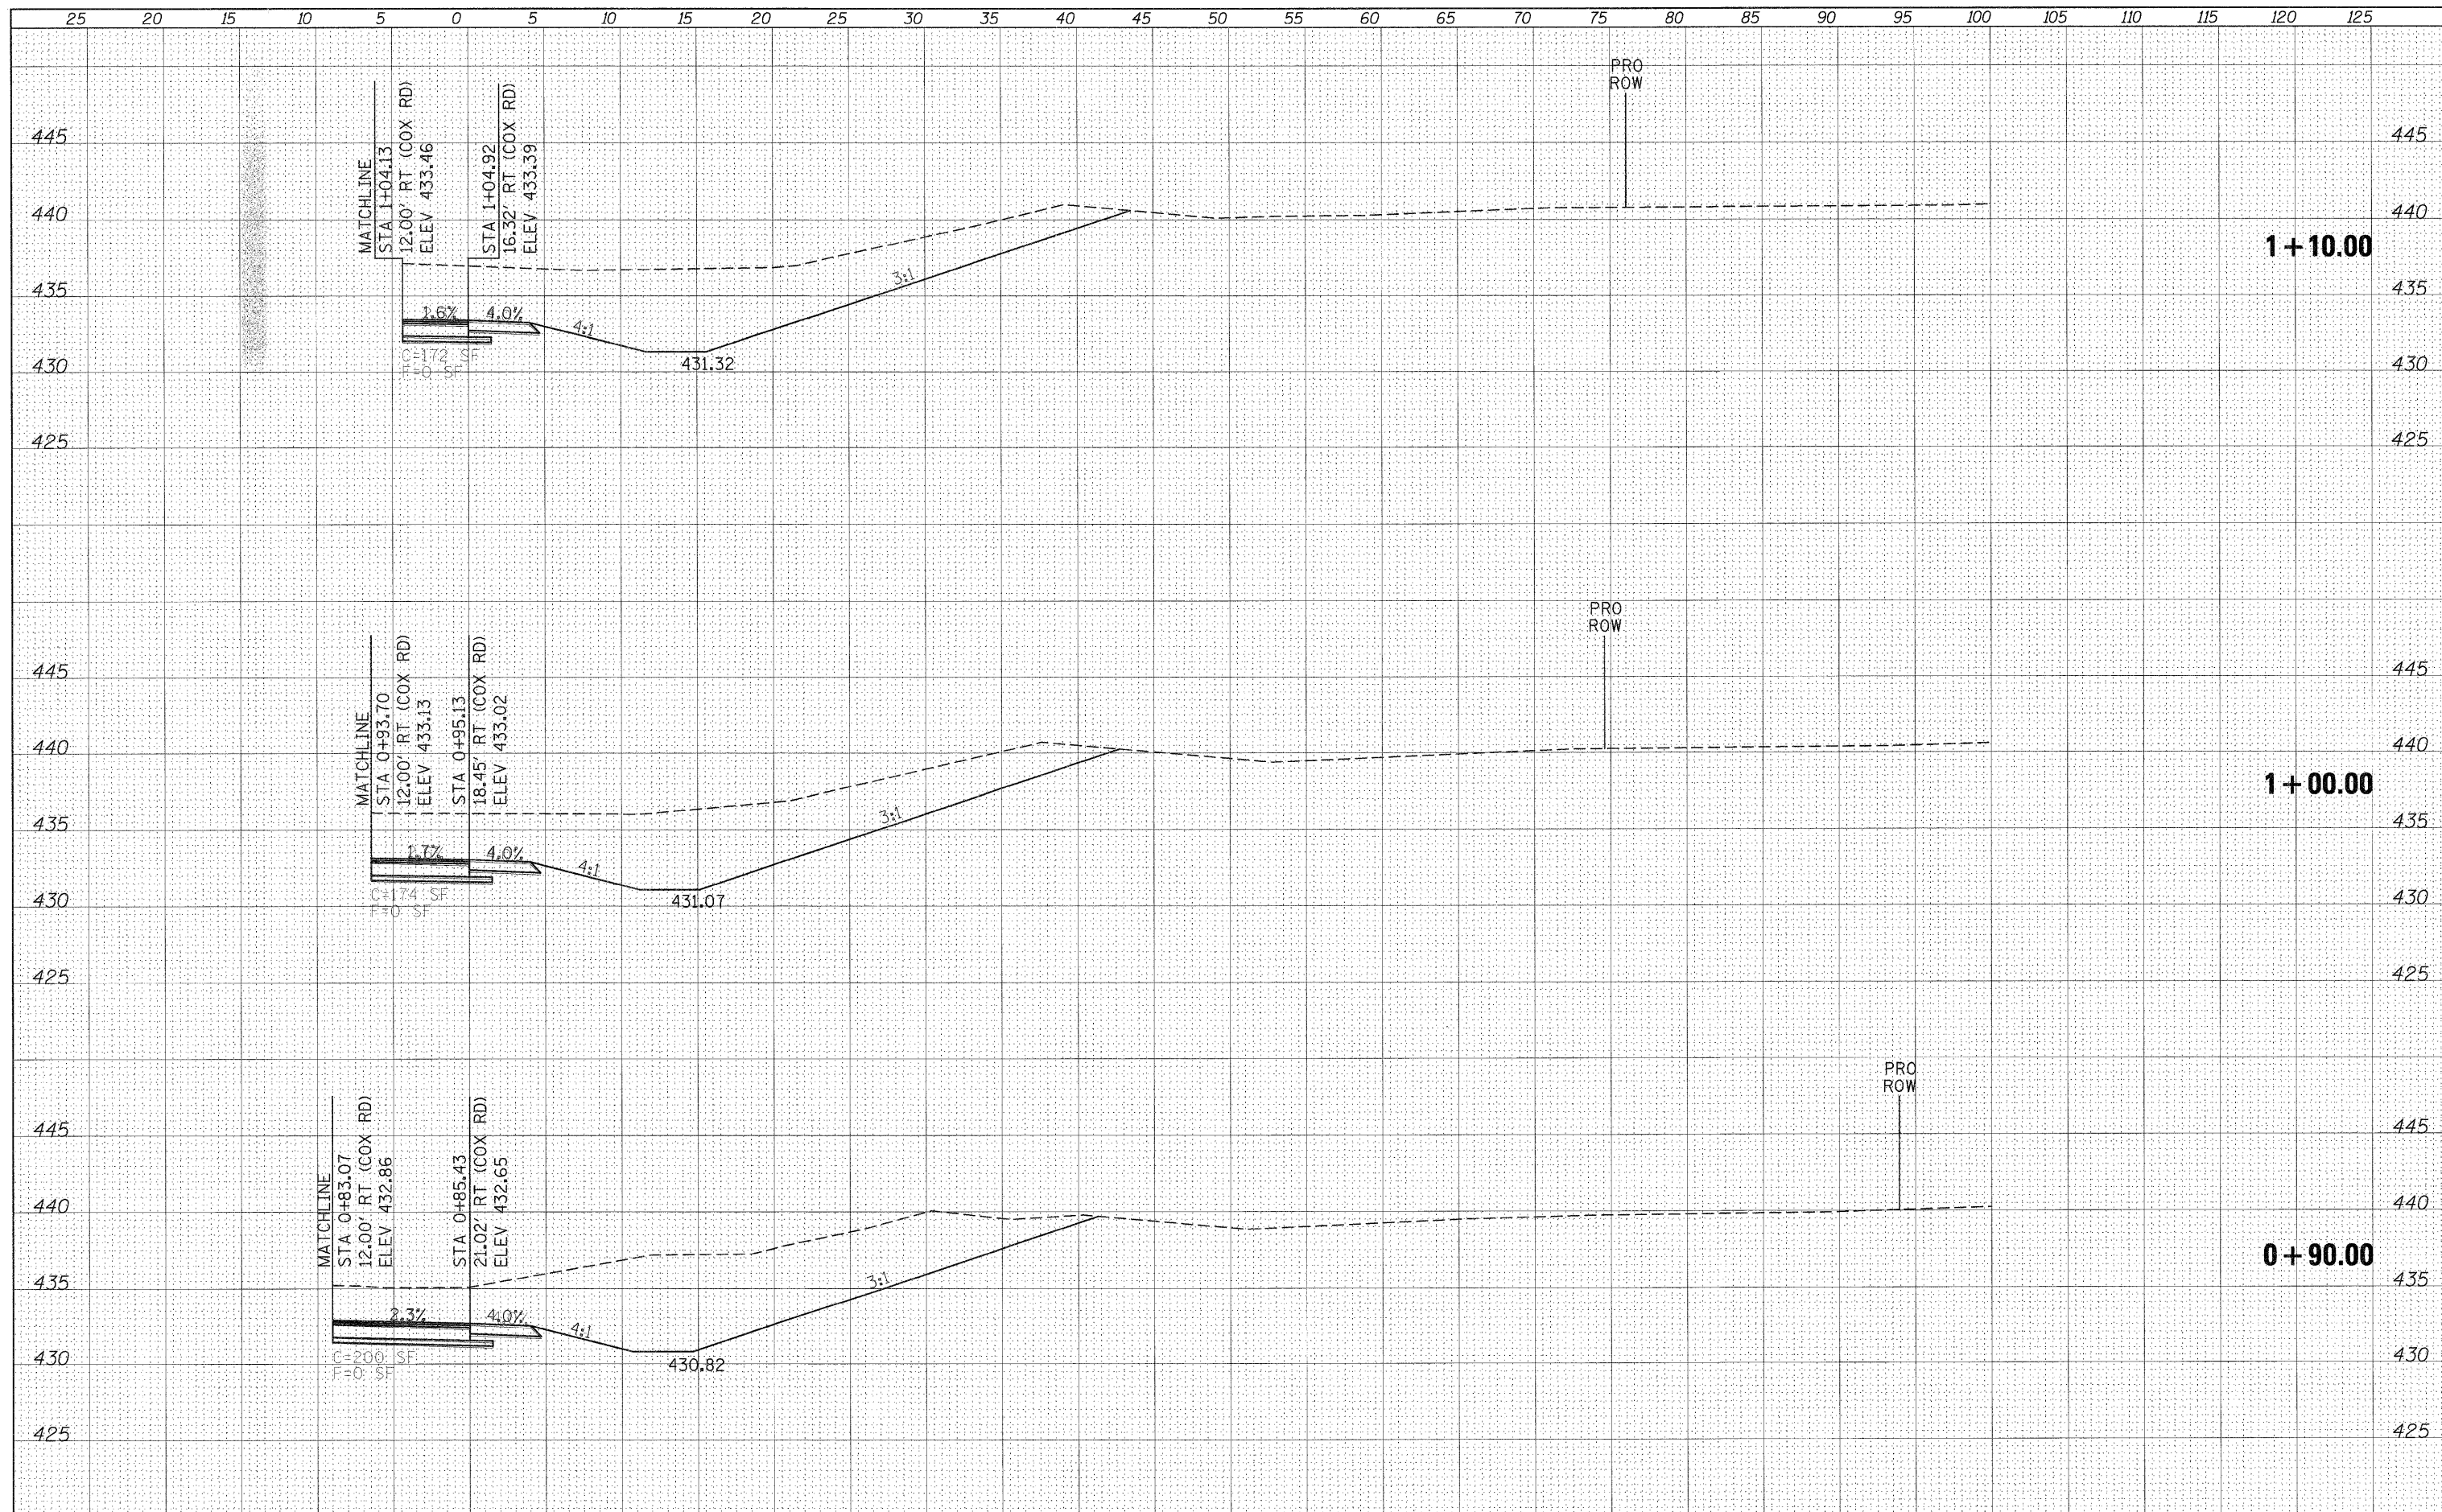 25 20 15 10 5 0 5 10 15 20 25 30 35 40 45 50 55 60 65 70 75 80 85 90 95 100 105 110 115 120 125
PRO
ROW
MATCHLINE
STA 1+04.13
12.00' RT (COX RD)
ELEV 433.46
STA 1+04.92
16.32' RT (COX RD)
ELEV 433.39
445 445
440 440
1+10.00
435 435
3:1
1.6% 4.0%
4:1
C=172 SF
F=0 SF
431.32
430 430
425 425
PRO
ROW
MATCHLINE
STA 0+93.70
12.00' RT (COX RD)
ELEV 433.13
STA 0+95.13
18.45' RT (COX RD)
ELEV 433.02
445 445
440 440
1+00.00
435 435
3:1
1.7% 4.0%
4:1
C=174 SF
F=0 SF
431.07
430 430
425 425
PRO
ROW
MATCHLINE
STA 0+83.07
12.00' RT (COX RD)
ELEV 432.86
STA 0+85.43
21.02' RT (COX RD)
ELEV 432.65
445 445
440 440
0+90.00
435 435
3:1
2.3% 4.0%
4:1
C=200 SF
F=0 SF
430.82
430 430
425 425